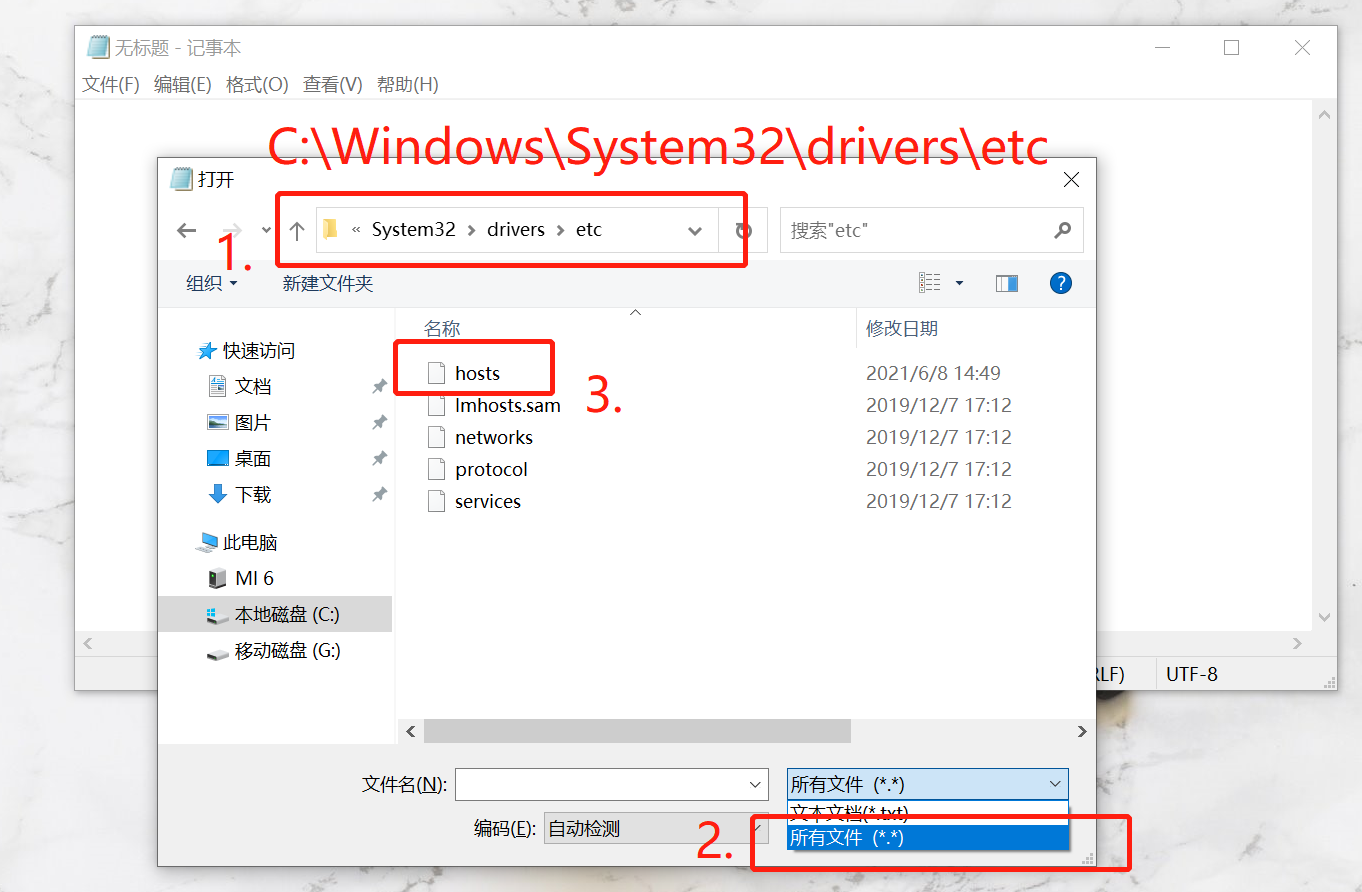 无标题 - 记事本
文件(F) 编辑(E) 格式(O) 查看(V) 帮助(H)
C:\Windows\System32\drivers\etc
打开
1.
« System32 > drivers > etc
搜索"etc"
组织 新建文件夹
名称 修改日期
快速访问
文档
图片
桌面
下载
此电脑
MI 6
本地磁盘 (C:)
移动磁盘 (G:)
hosts 2021/6/8 14:49
3.
lmhosts.sam 2019/12/7 17:12
networks 2019/12/7 17:12
protocol 2019/12/7 17:12
services 2019/12/7 17:12
RLF) UTF-8
文件名(N): 所有文件 (*.*)
文本文档(*.txt)
编码(E): 自动检测
2.
所有文件 (*.*)